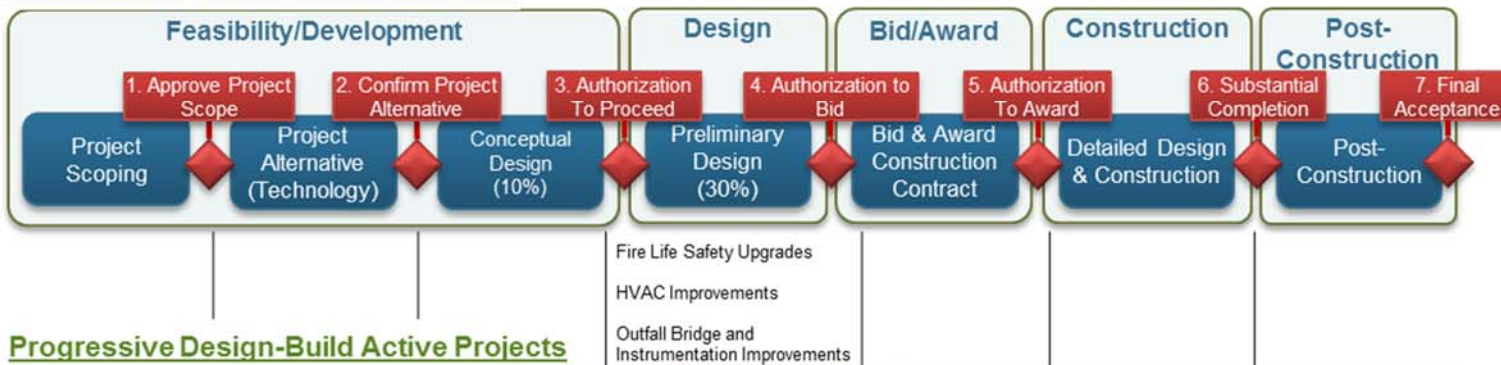 Feasibility/Development
Design
Bid/Award
Construction
Post-
Construction
1. Approve Project
Scope
2. Confirm Project
Alternative
3. Authorization
To Proceed
4. Authorization to
Bid
5. Authorization
To Award
6. Substantial
Completion
7. Final
Acceptance
Project
Scoping
Project
Alternative
(Technology)
Conceptual
Design
(10%)
Preliminary
Design
(30%)
Bid & Award
Construction
Contract
Detailed Design
& Construction
Post-
Construction
Fire Life Safety Upgrades
HVAC Improvements
Outfall Bridge and
Instrumentation Improvements
Progressive Design-Build Active Projects